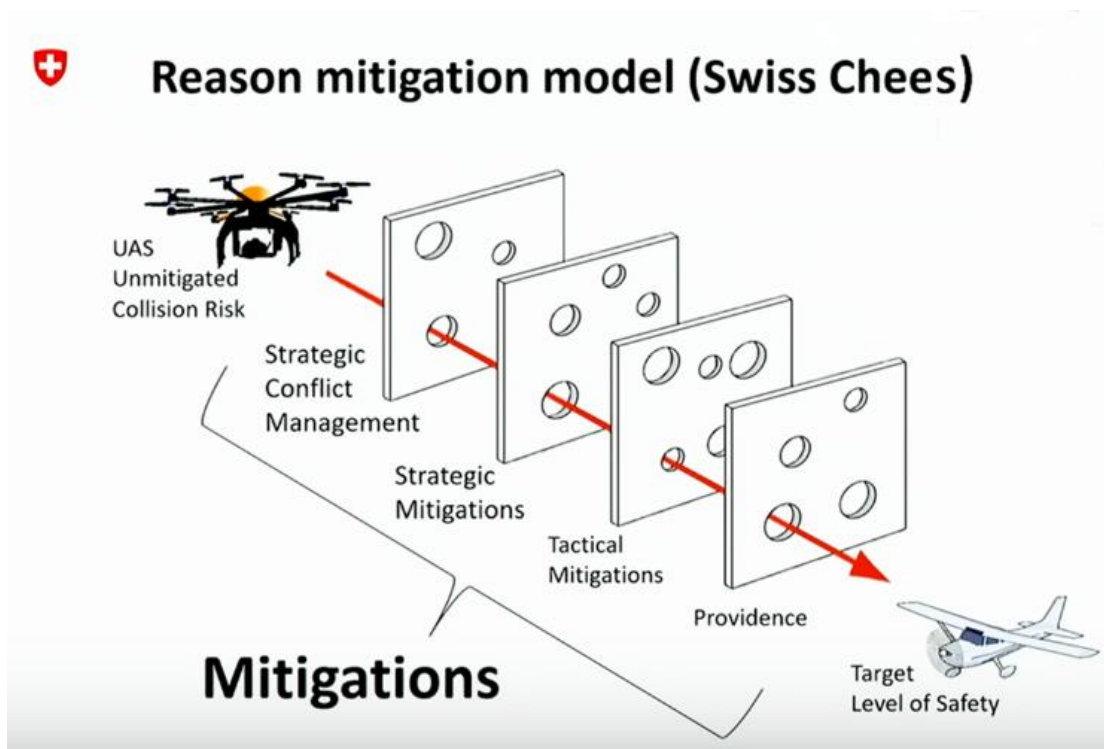 Reason mitigation model (Swiss Chees)
UAS
Unmitigated
Collision Risk
Strategic
Conflict
Management
Strategic
Mitigations
Tactical
Mitigations
Providence
Mitigations
Target
Level of Safety